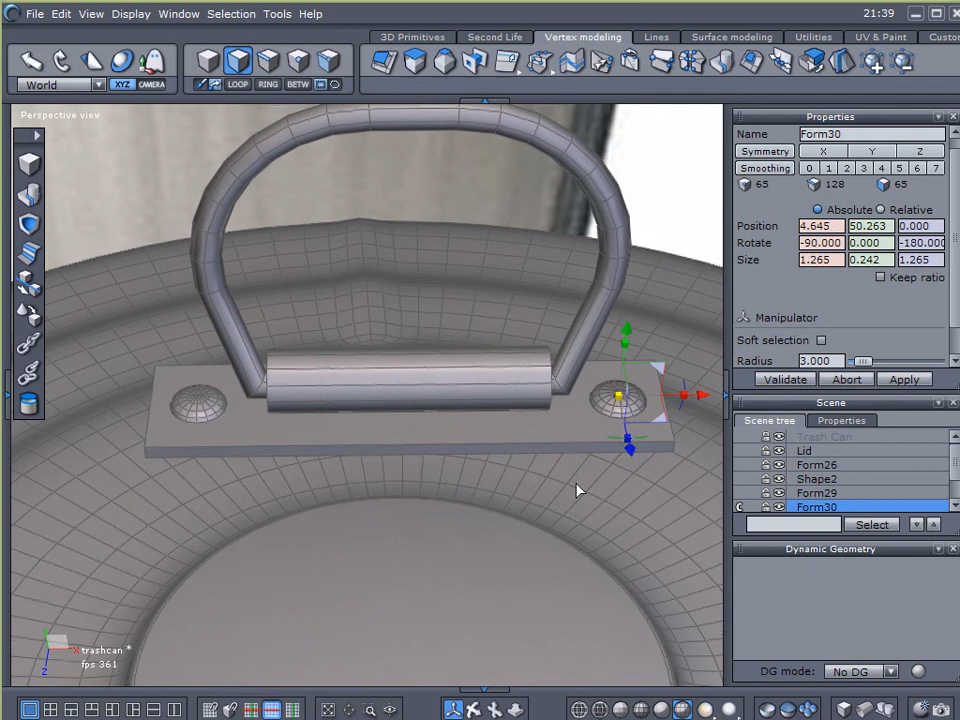 File Edit View Display Window Selection Tools Help 21:39
3D Primitives Second Life Vertex modeling Lines Surface modeling Utilities UV & Paint Custo
World XYZ CAMERA LOOP RING BETW
Perspective view
Properties
Name Form30
Symmetry X Y Z
Smoothing 0 1 2 3 4 5 6 7
65 128 65
Absolute Relative
Position 4.645 50.263 0.000
Rotate -90.000 0.000 -180.000
Size 1.265 0.242 1.265
Keep ratio
Manipulator
Soft selection
Radius 3.000
Validate Abort Apply
Scene
Scene tree Properties
Trash Can
Lid
Form26
Shape2
Form29
C Form30
Select
Dynamic Geometry
DG mode: No DG
Y X Z
trashcan *
fps 361